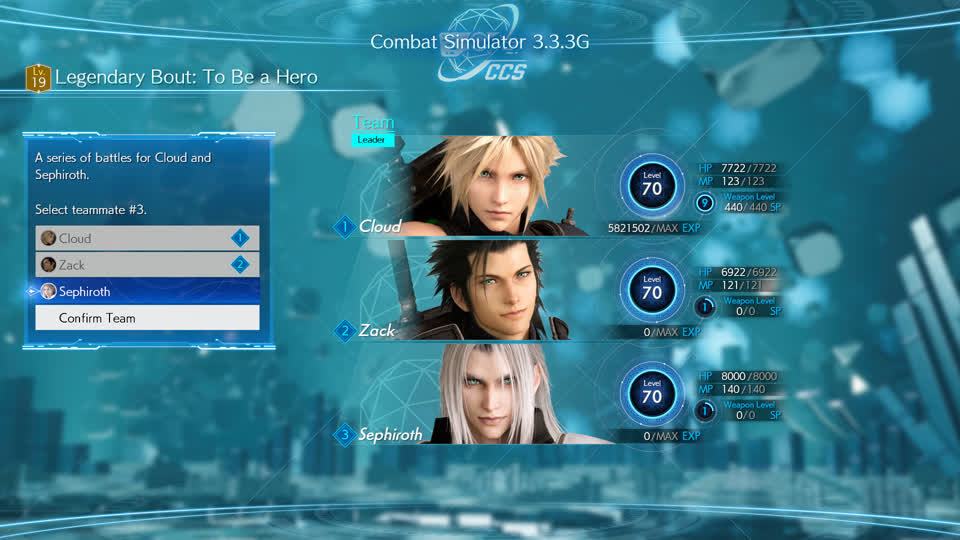 Combat Simulator 3.3.3G
CCS
Lv.
19
Legendary Bout: To Be a Hero
A series of battles for Cloud and
Sephiroth.
Select teammate #3.
Cloud 1
Zack 2
Sephiroth
Confirm Team
Team
Leader
1 Cloud
Level
70
HP 7722/7722
MP 123/123
9
Weapon Level
440/440 SP
5821502/MAX EXP
2 Zack
Level
70
HP 6922/6922
MP 121/121
1
Weapon Level
0/0 SP
0/MAX EXP
3 Sephiroth
Level
70
HP 8000/8000
MP 140/140
1
Weapon Level
0/0 SP
0/MAX EXP